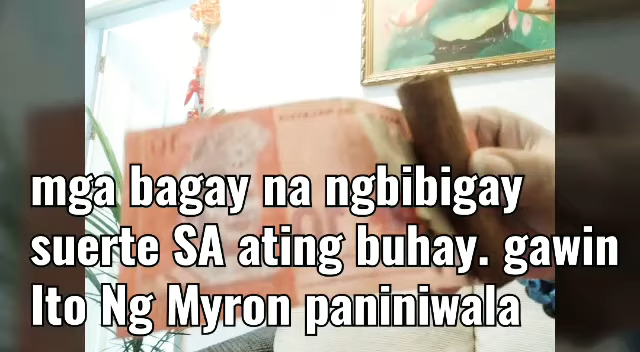 mga bagay na ngbibigay
suerte SA ating buhay. gawin
Ito Ng Myron paniniwala